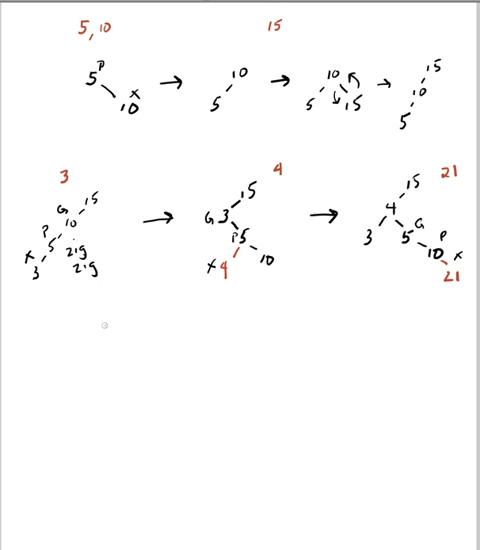 5, 10 15
5 P 10 X
10 5
10 5 15
15 10 5
3 4 21
15 G 10 P 5 X 3 zig zig
15 G 3 P 5 10 X 4
15 4 3 5 G 10 P X 21